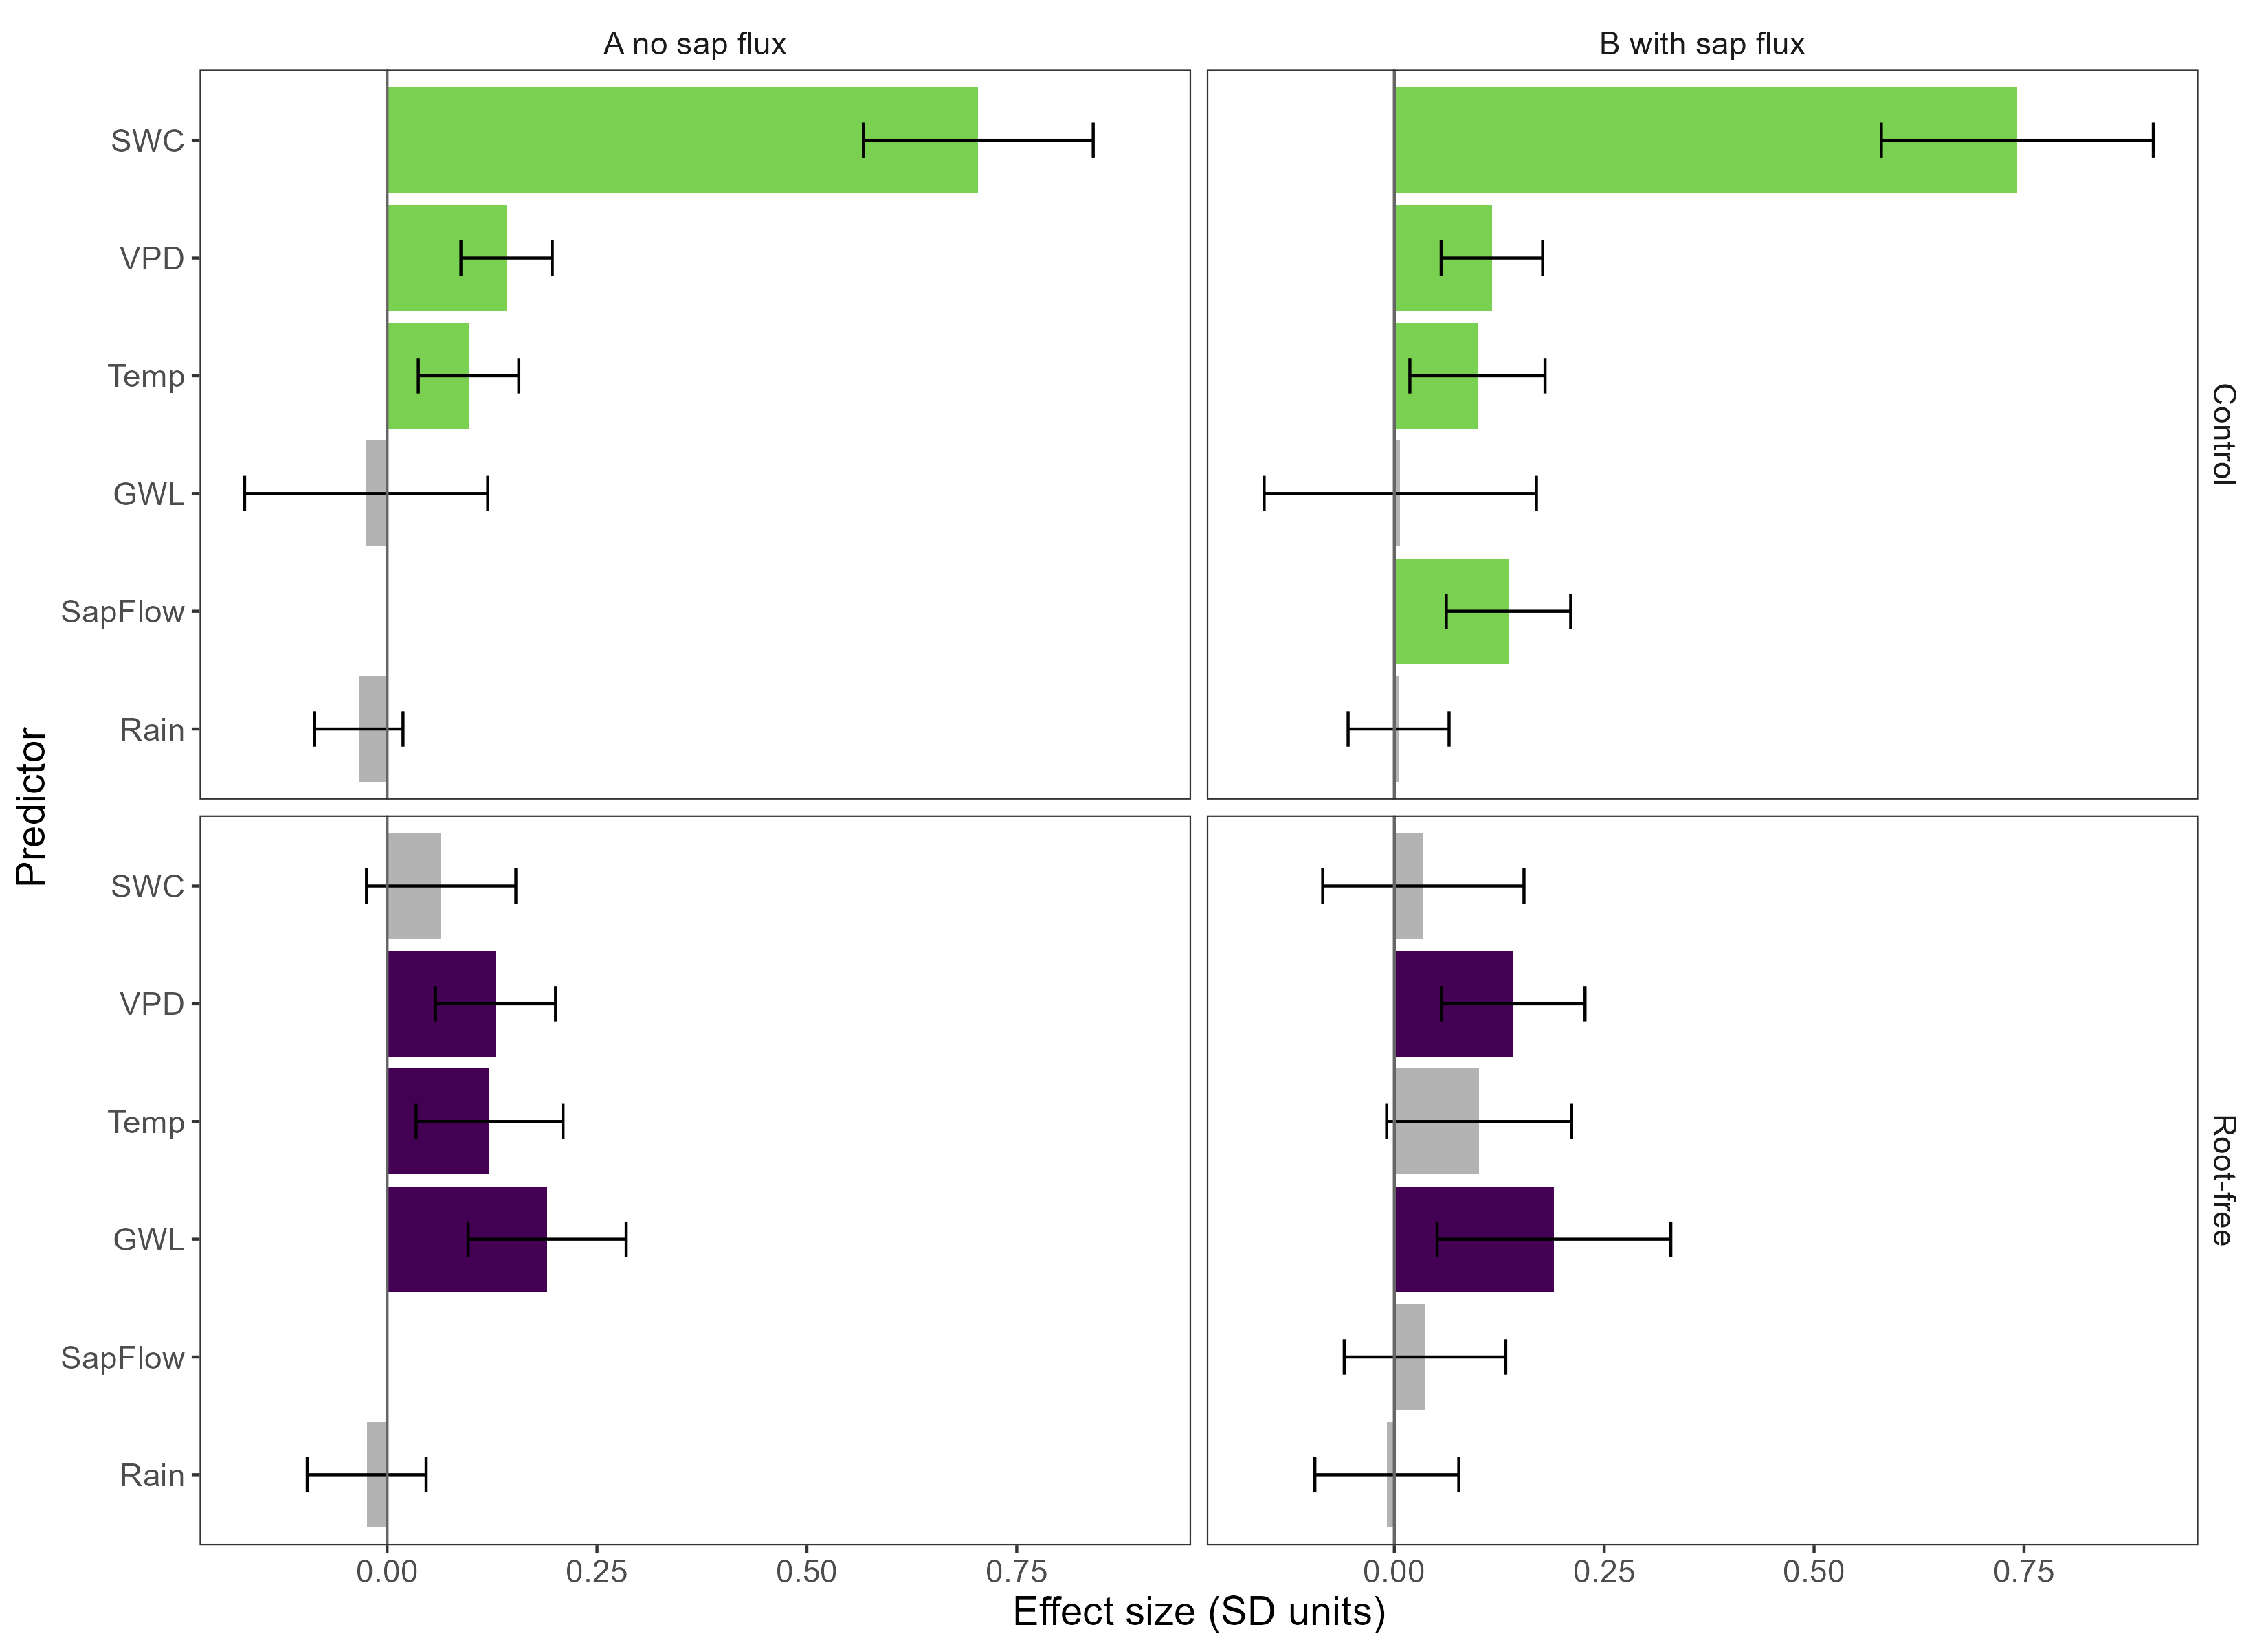 A no sap flux
B with sap flux
SWC
VPD
Temp
GWL
SapFlow
Rain
Control
Predictor
SWC
VPD
Temp
GWL
SapFlow
Rain
Root-free
0.00 0.25 0.50 0.75
0.00 0.25 0.50 0.75
Effect size (SD units)